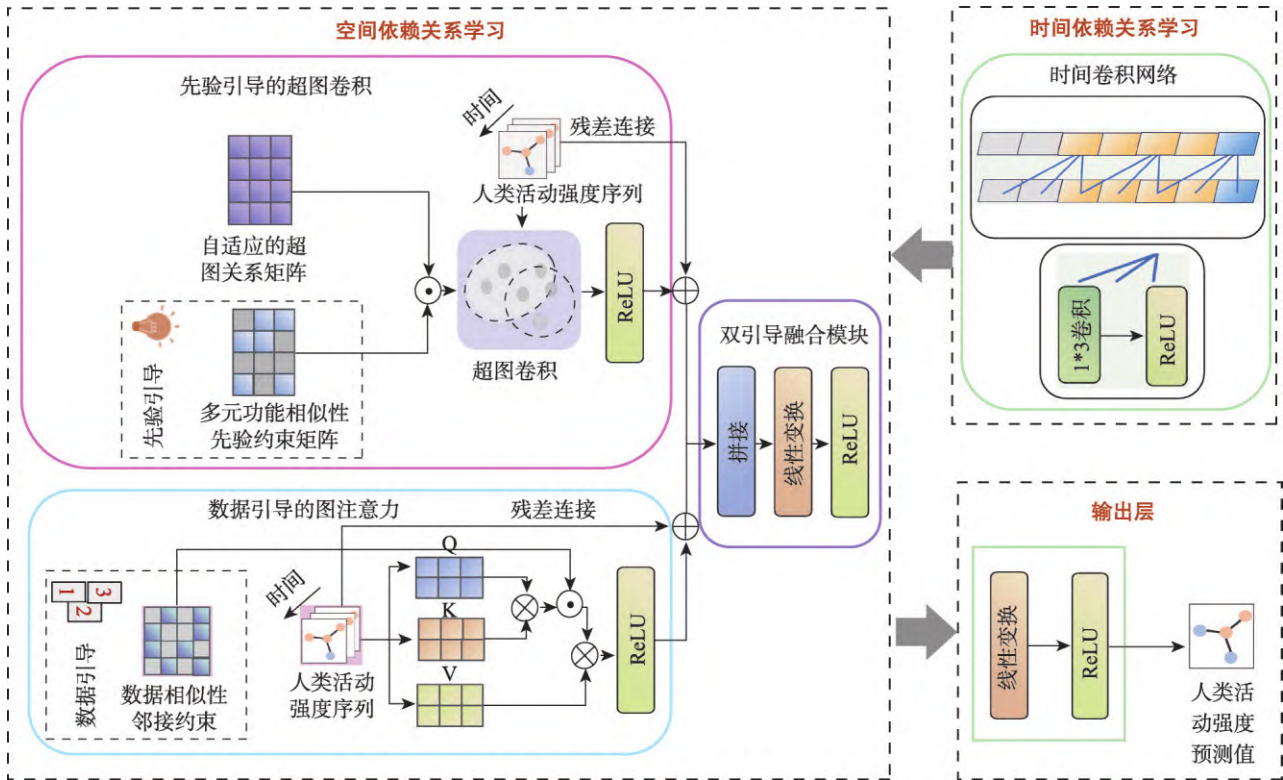 空间依赖关系学习
先验引导的超图卷积
时间
残差连接
人类活动强度序列
自适应的超
图关系矩阵
ReLU
超图卷积
先验引导
多元功能相似性
先验约束矩阵
双引导融合模块
拼接
线性变换
ReLU
数据引导的图注意力
残差连接
Q
K
V
时间
1
2
3
数据引导
数据相似性
邻接约束
人类活动
强度序列
ReLU
时间依赖关系学习
时间卷积网络
1*3卷积
ReLU
输出层
线性变换
ReLU
人类活
动强度
预测值